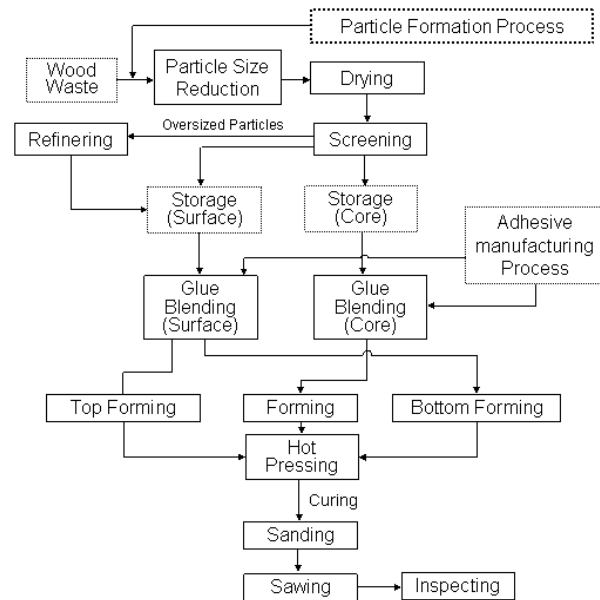 Particle Formation Process
Wood
Waste
Particle Size
Reduction
Drying
Refinering
Oversized Particles
Screening
Storage
(Surface)
Storage
(Core)
Adhesive
manufacturing
Process
Glue
Blending
(Surface)
Glue
Blending
(Core)
Top Forming
Forming
Bottom Forming
Hot
Pressing
Curing
Sanding
Sawing
Inspecting